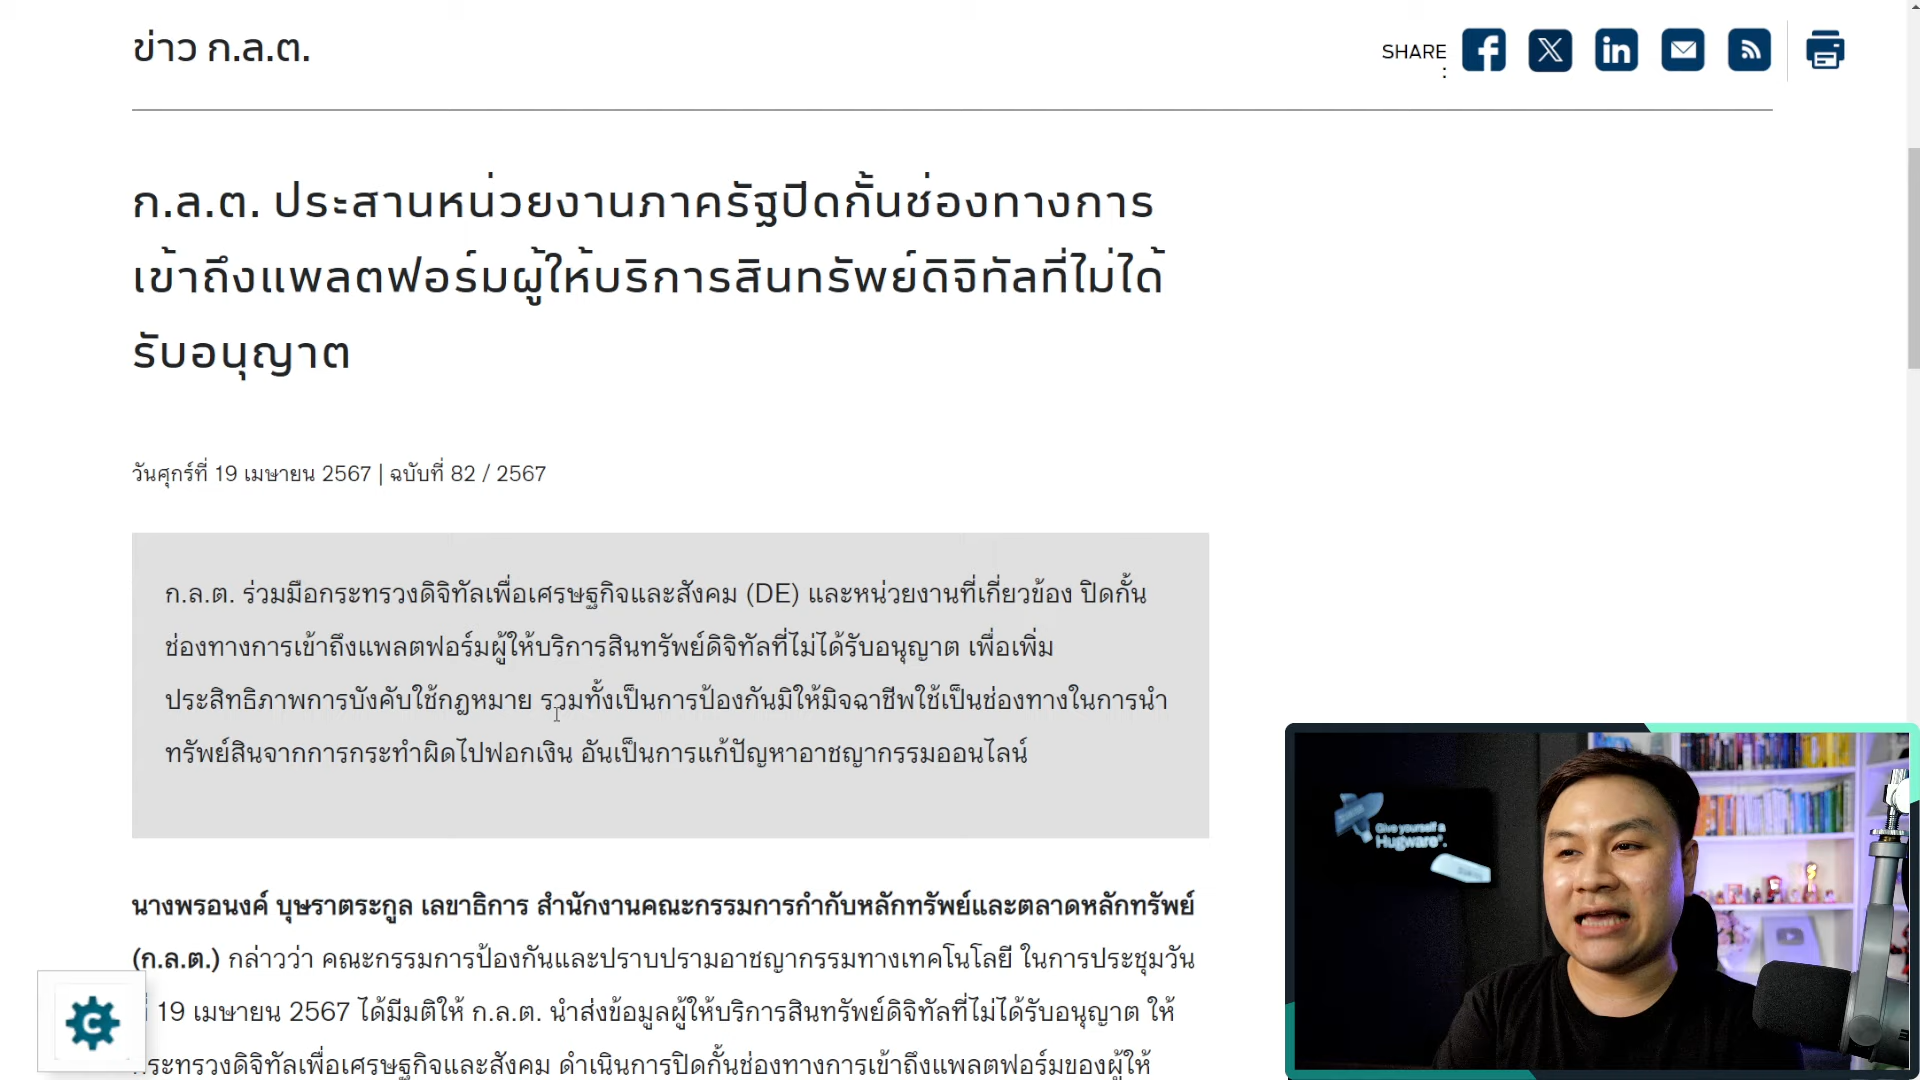 ข่าว ก.ล.ต.
SHARE
:
ก.ล.ต. ประสานหน่วยงานภาครัฐปิดกั้นช่องทางการ
เข้าถึงแพลตฟอร์มผู้ให้บริการสินทรัพย์ดิจิทัลที่ไม่ได้
รับอนุญาต
วันศุกร์ที่ 19 เมษายน 2567 | ฉบับที่ 82 / 2567
ก.ล.ต. ร่วมมือกระทรวงดิจิทัลเพื่อเศรษฐกิจและสังคม (DE) และหน่วยงานที่เกี่ยวข้อง ปิดกั้น
ช่องทางการเข้าถึงแพลตฟอร์มผู้ให้บริการสินทรัพย์ดิจิทัลที่ไม่ได้รับอนุญาต เพื่อเพิ่ม
ประสิทธิภาพการบังคับใช้กฎหมาย รวมทั้งเป็นการป้องกันมิให้มิจฉาชีพใช้เป็นช่องทางในการนำ
ทรัพย์สินจากการกระทำผิดไปฟอกเงิน อันเป็นการแก้ปัญหาอาชญากรรมออนไลน์
นางพรอนงค์ บุษราตระกูล เลขาธิการ สำนักงานคณะกรรมการกำกับหลักทรัพย์และตลาดหลักทรัพย์
(ก.ล.ต.) กล่าวว่า คณะกรรมการป้องกันและปราบปรามอาชญากรรมทางเทคโนโลยี ในการประชุมวัน
19 เมษายน 2567 ได้มีมติให้ ก.ล.ต. นำส่งข้อมูลผู้ให้บริการสินทรัพย์ดิจิทัลที่ไม่ได้รับอนุญาต ให้
กระทรวงดิจิทัลเพื่อเศรษฐกิจและสังคม ดำเนินการปิดกั้นช่องทางการเข้าถึงแพลตฟอร์มของผู้ให้
Give yourself a
Hugware®.